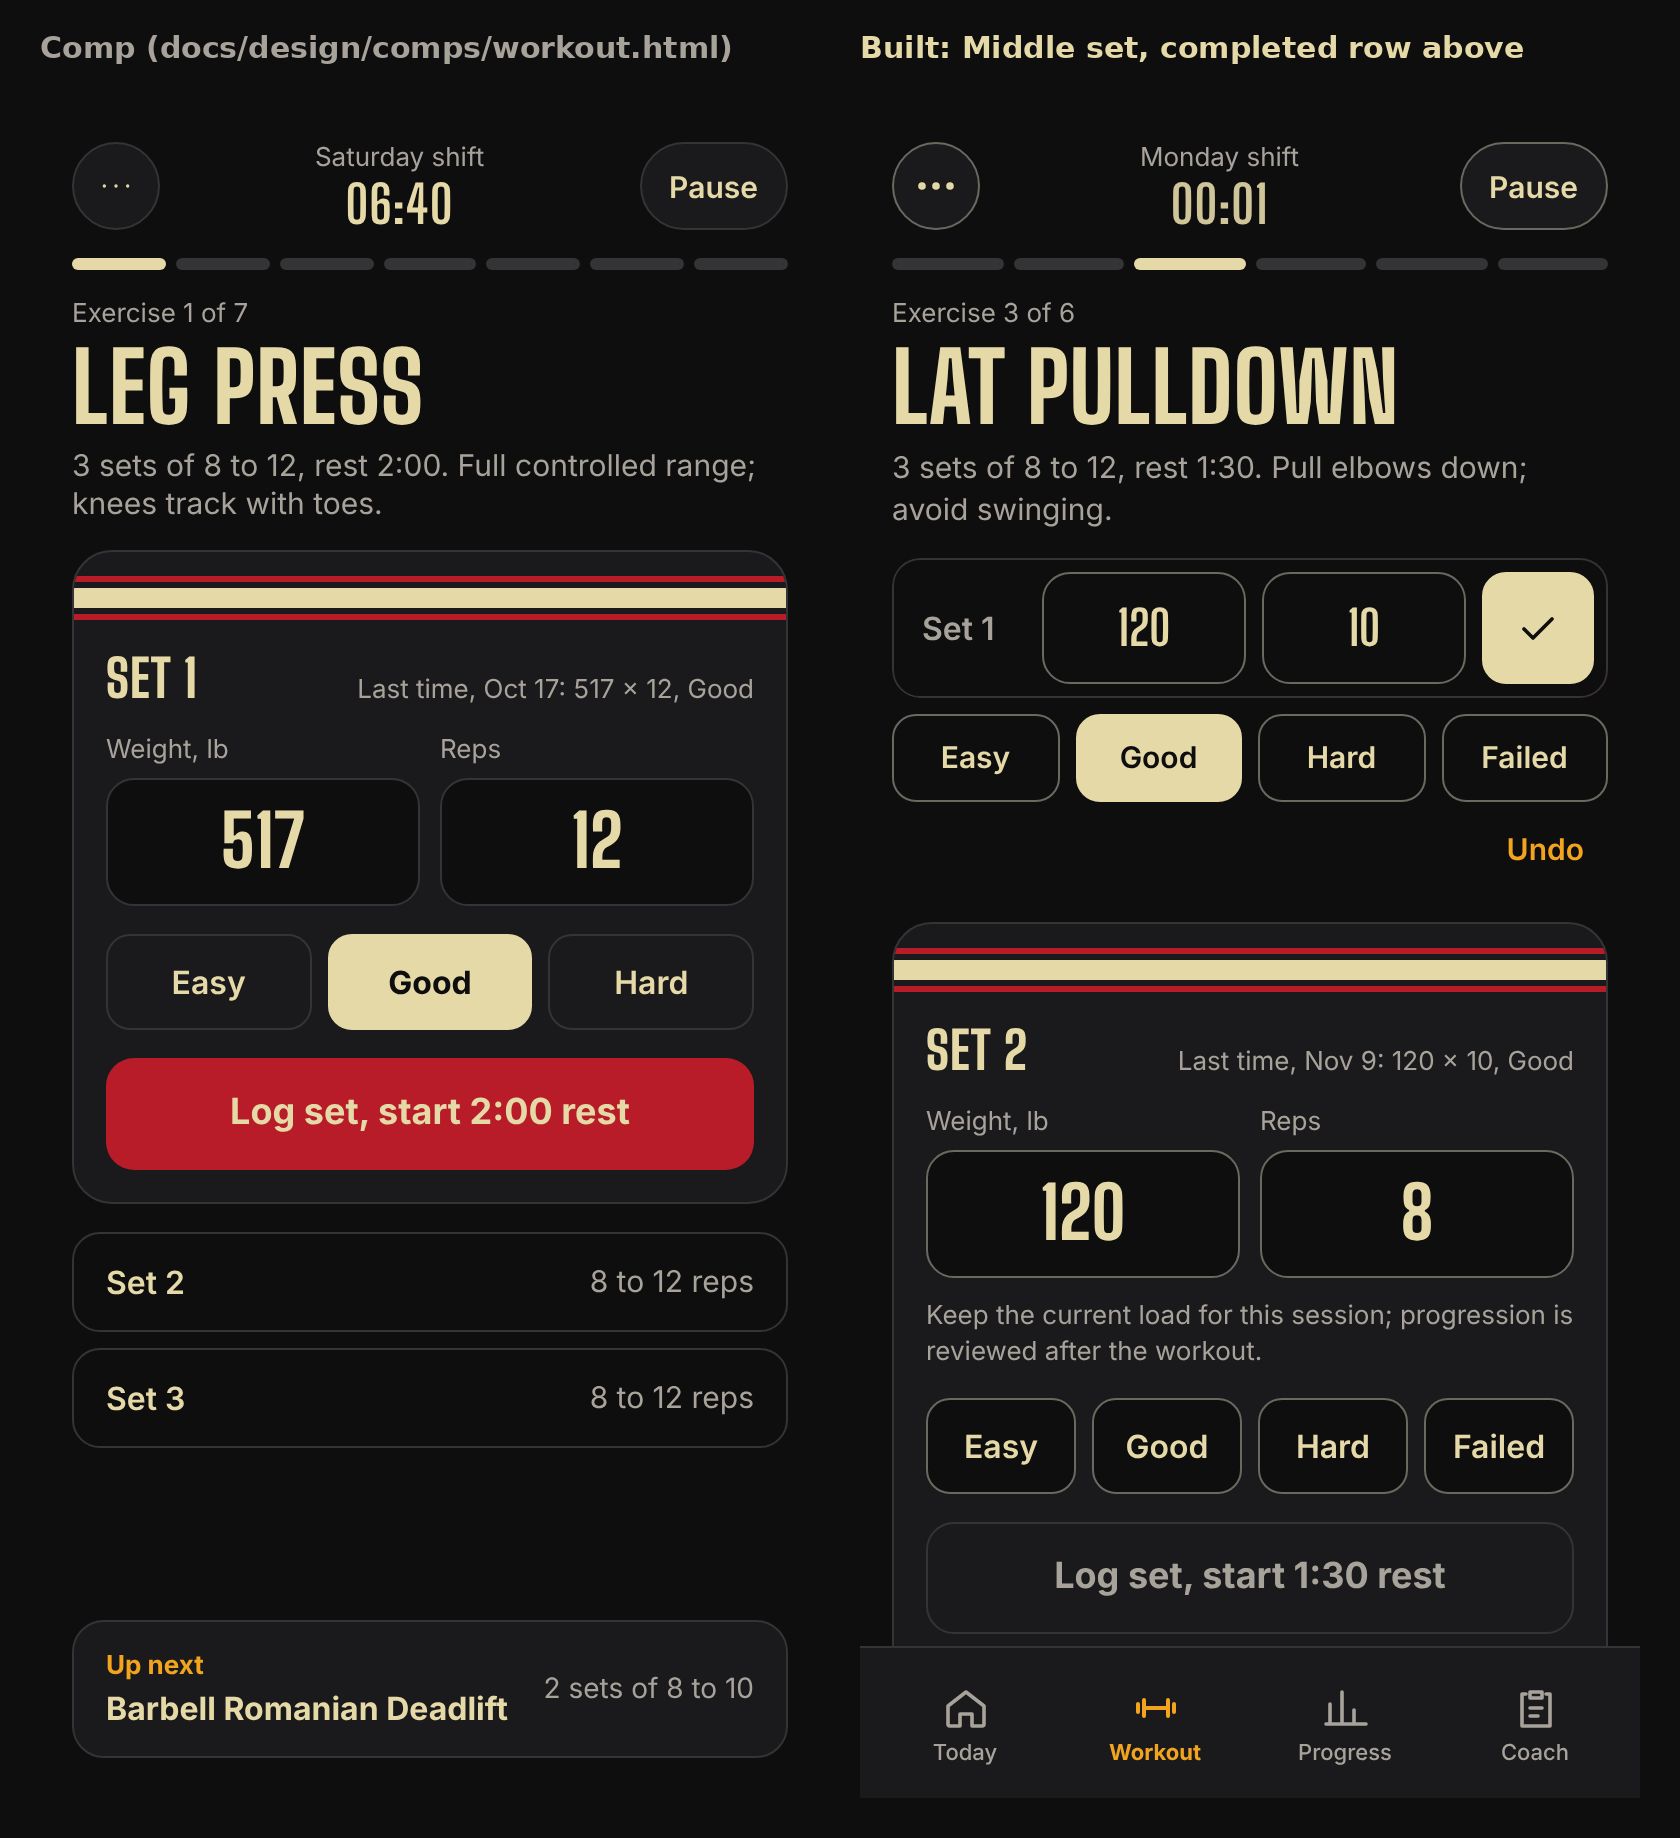 Comp (docs/design/comps/workout.html)
Saturday shift
06:40
Pause
Exercise 1 of 7
LEG PRESS
3 sets of 8 to 12, rest 2:00. Full controlled range;
knees track with toes.
SET 1
Last time, Oct 17: 517 × 12, Good
Weight, lb
Reps
517
12
Easy
Good
Hard
Log set, start 2:00 rest
Set 2
8 to 12 reps
Set 3
8 to 12 reps
Up next
Barbell Romanian Deadlift
2 sets of 8 to 10
Built: Middle set, completed row above
Monday shift
00:01
Pause
Exercise 3 of 6
LAT PULLDOWN
3 sets of 8 to 12, rest 1:30. Pull elbows down;
avoid swinging.
Set 1
120
10
Easy
Good
Hard
Failed
Undo
SET 2
Last time, Nov 9: 120 × 10, Good
Weight, lb
Reps
120
8
Keep the current load for this session; progression is
reviewed after the workout.
Easy
Good
Hard
Failed
Log set, start 1:30 rest
Today
Workout
Progress
Coach